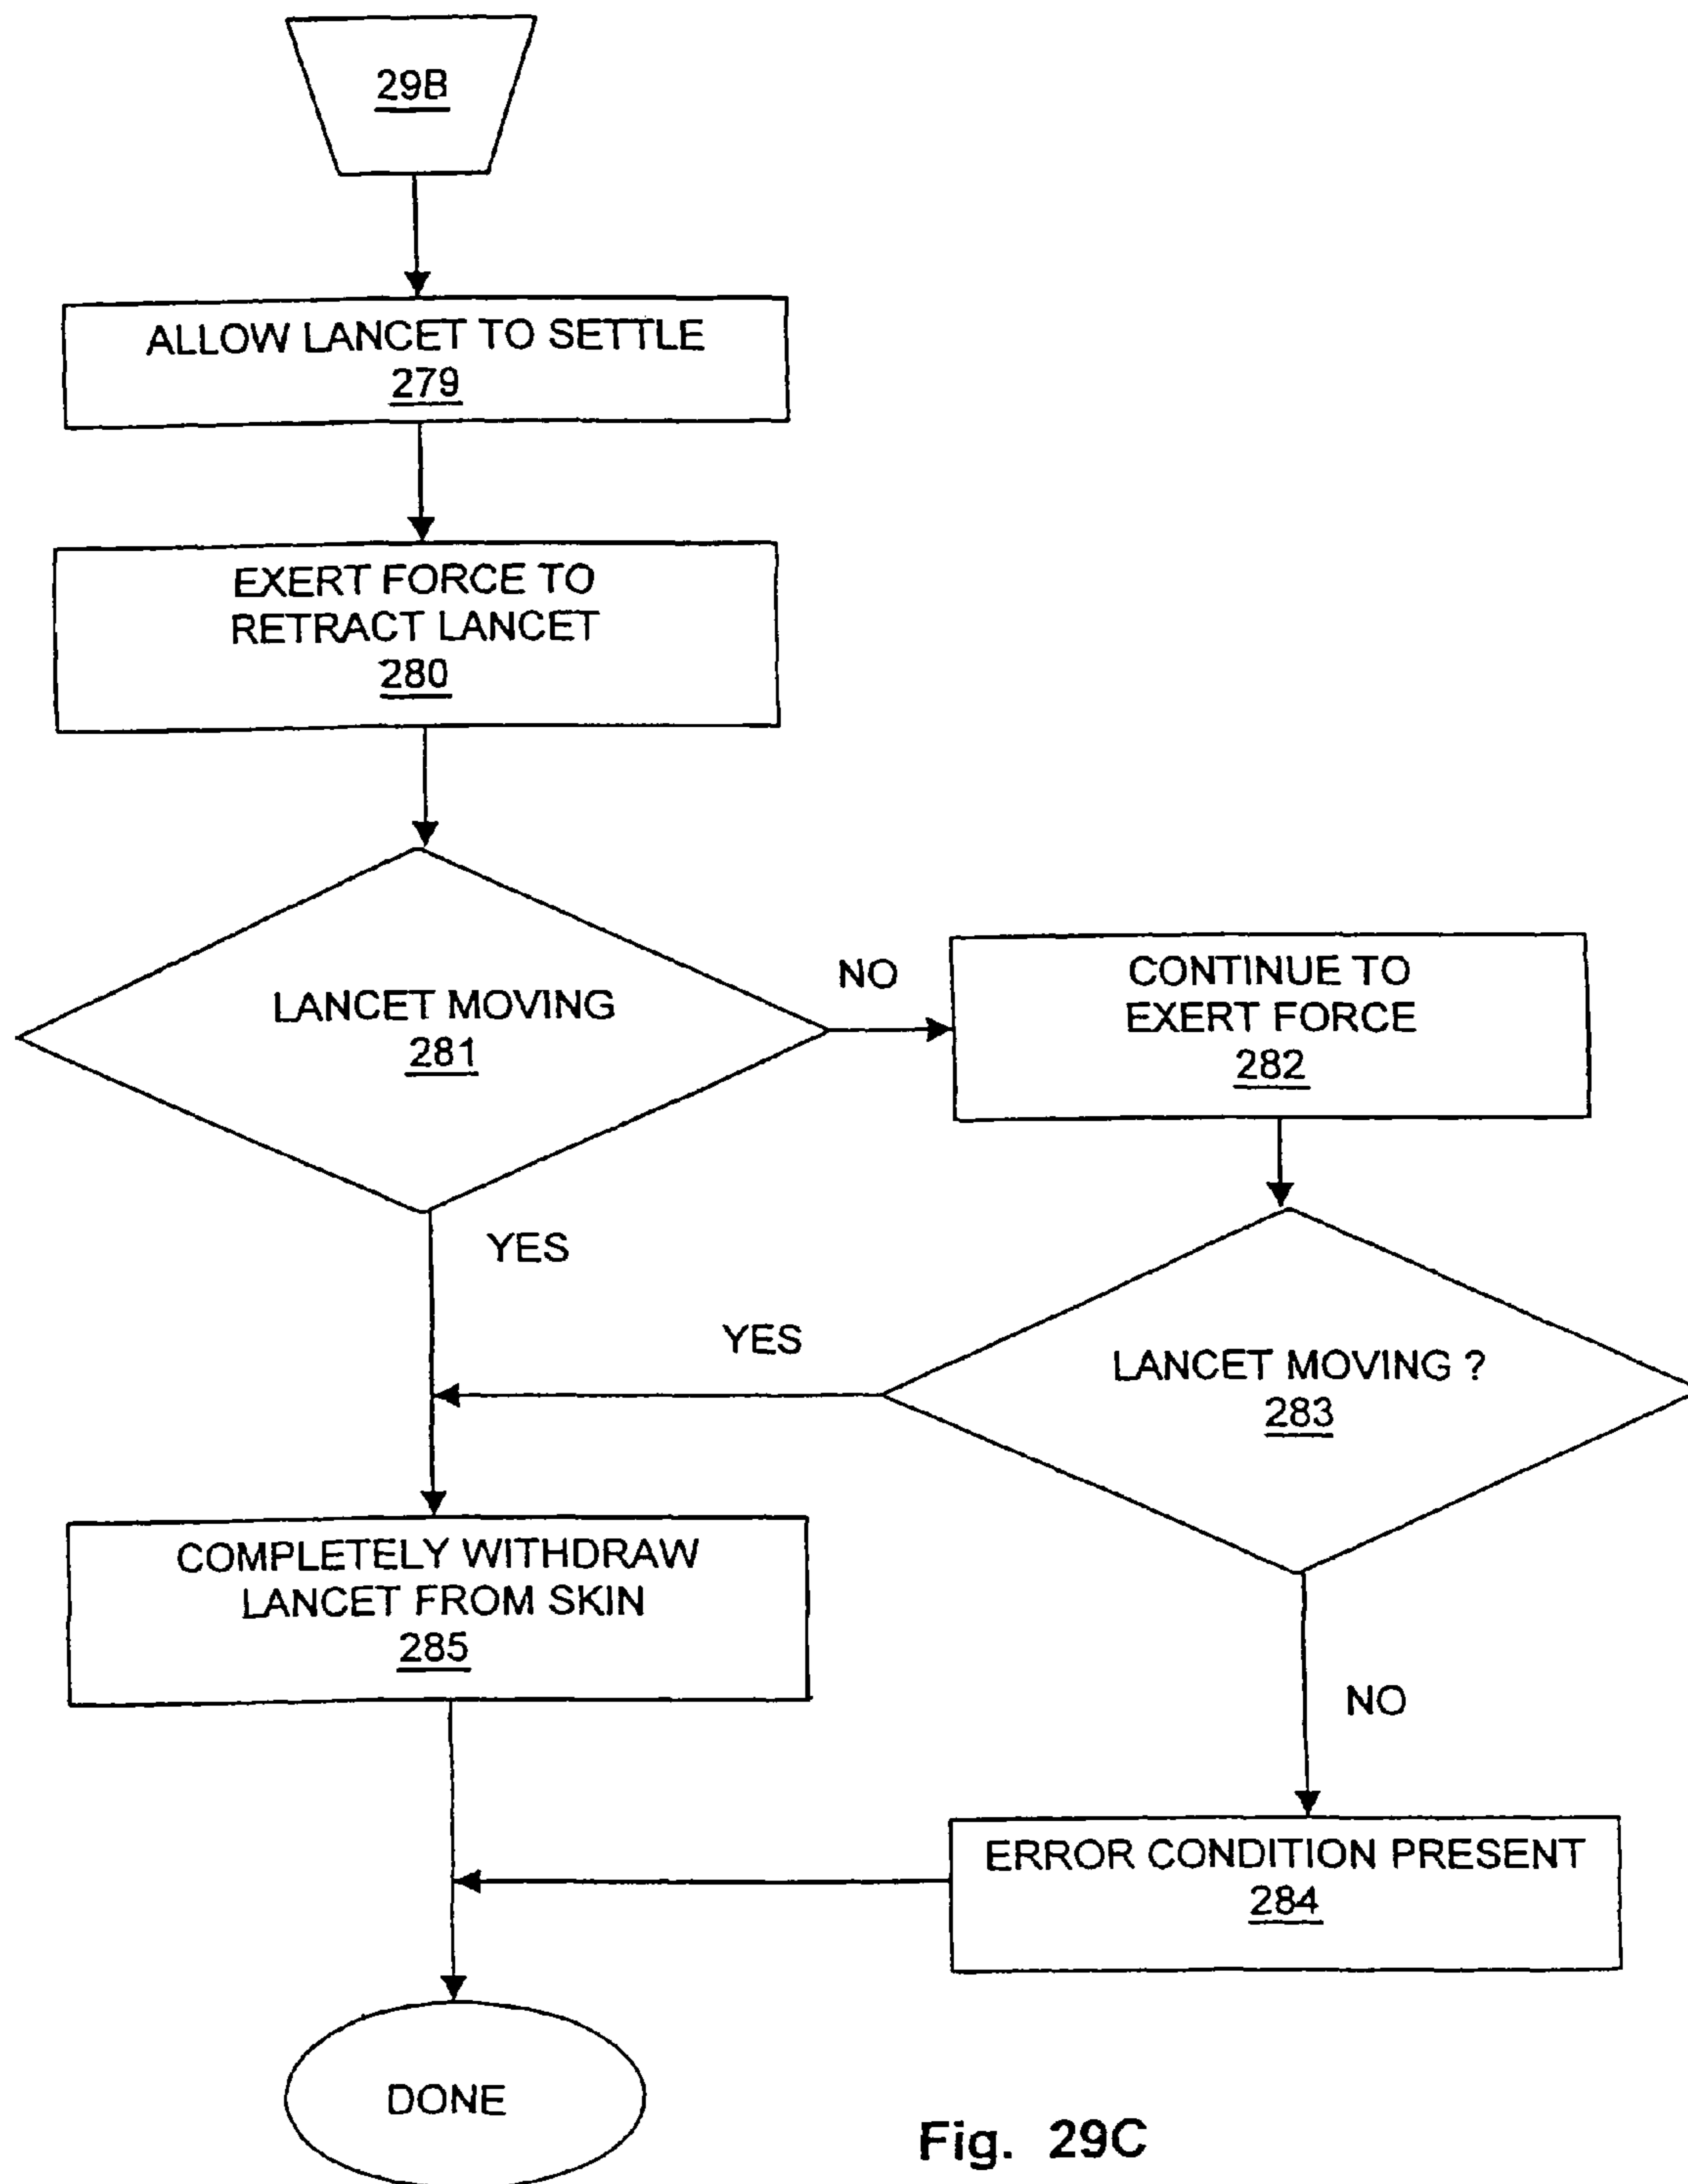 29B
ALLOW LANCET TO SETTLE
279
EXERT FORCE TO
RETRACT LANCET
280
LANCET MOVING
281
NO
CONTINUE TO
EXERT FORCE
282
YES
YES
LANCET MOVING ?
283
COMPLETELY WITHDRAW
LANCET FROM SKIN
285
NO
ERROR CONDITION PRESENT
284
DONE
Fig. 29C